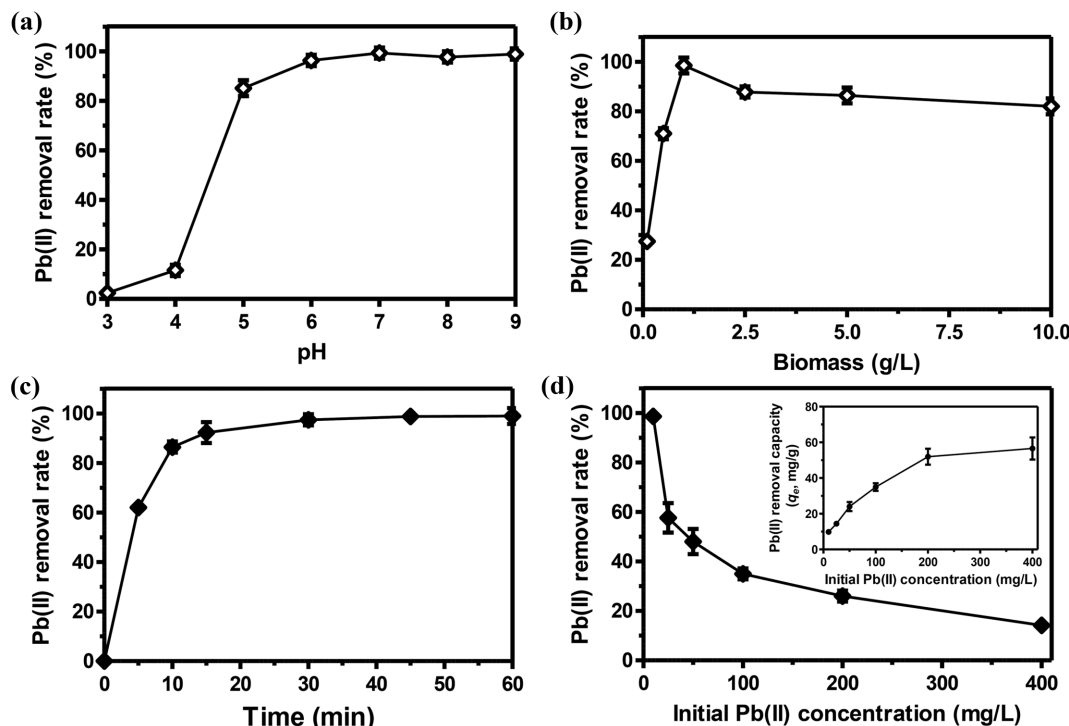 (a)
Pb(II) removal rate (%)
100
80
60
40
20
0
3 4 5 6 7 8 9
pH
(b)
Pb(II) removal rate (%)
100
80
60
40
20
0
0.0 2.5 5.0 7.5 10.0
Biomass (g/L)
(c)
Pb(II) removal rate (%)
100
80
60
40
20
0
0 10 20 30 40 50 60
Time (min)
(d)
Pb(II) removal rate (%)
100
80
60
40
20
0
0 100 200 300 400
Initial Pb(II) concentration (mg/L)
Pb(II) removal capacity
(qe, mg/g)
80
60
40
20
0
0 100 200 300 400
Initial Pb(II) concentration (mg/L)